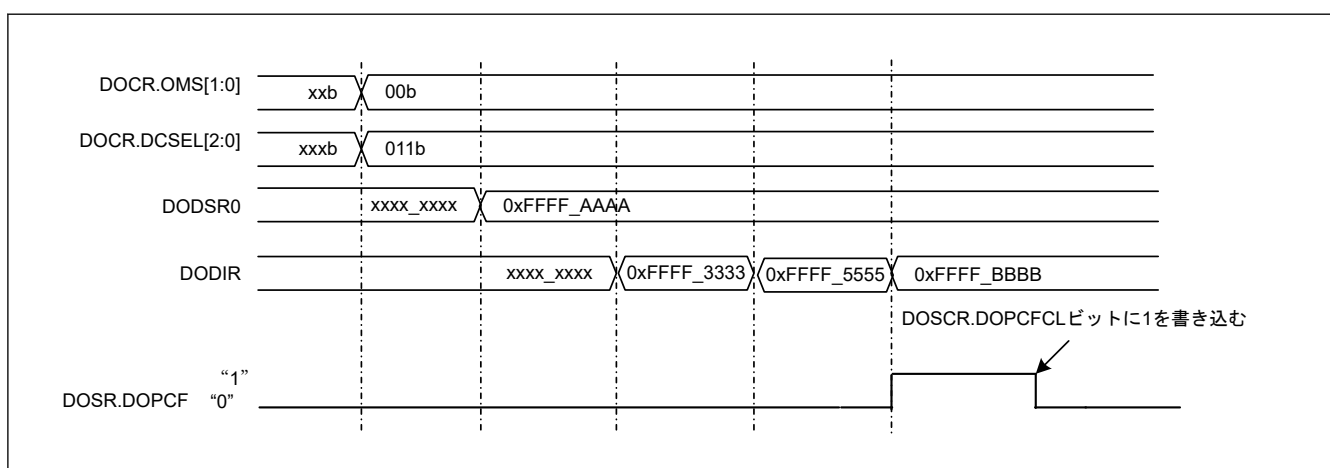 DOCR.OMS[1:0] xxb 00b
DOCR.DCSEL[2:0] xxxb 011b
DODSR0 xxxx_xxxx 0xFFFF_AAAA
DODIR xxxx_xxxx 0xFFFF_3333 0xFFFF_5555 0xFFFF_BBBB
DOSCR.DOPCFCLビットに1を書き込む
“1”
DOSR.DOPCF “0”